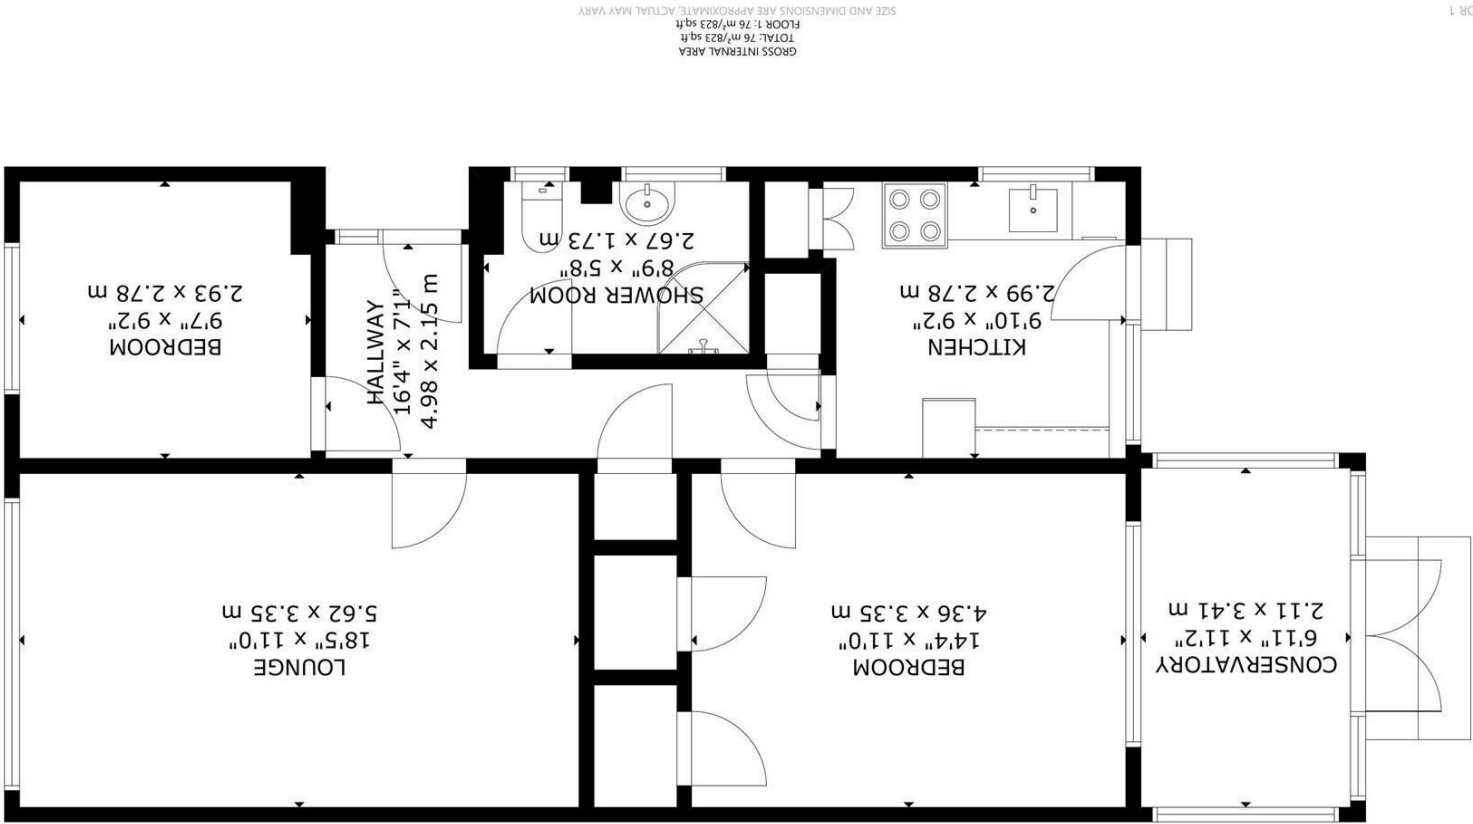 CONSERVATORY
6'11" x 11'2"
2.11 x 3.41 m
BEDROOM
14'4" x 11'0"
4.36 x 3.35 m
LOUNGE
18'5" x 11'0"
5.62 x 3.35 m
KITCHEN
9'10" x 9'2"
2.99 x 2.78 m
SHOWER ROOM
8'9" x 5'8"
2.67 x 1.73 m
HALLWAY
16'4" x 7'1"
4.98 x 2.15 m
BEDROOM
9'7" x 9'2"
2.93 x 2.78 m
GROSS INTERNAL AREA
TOTAL: 76 m²/823 sq.ft
FLOOR 1: 76 m²/823 sq.ft
SIZE AND DIMENSIONS ARE APPROXIMATE, ACTUAL MAY VARY
OR 1